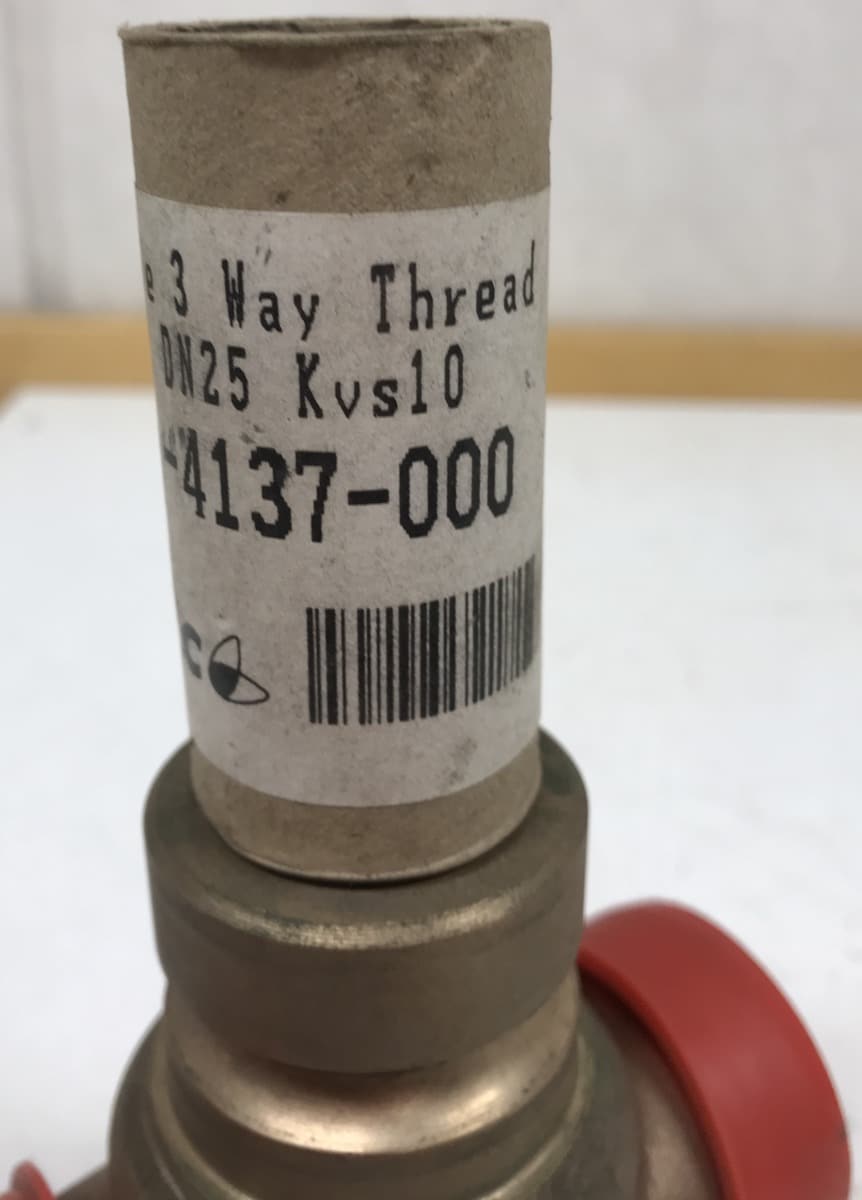 e 3 Way Thread
DN25 Kvs10
-4137-000
C